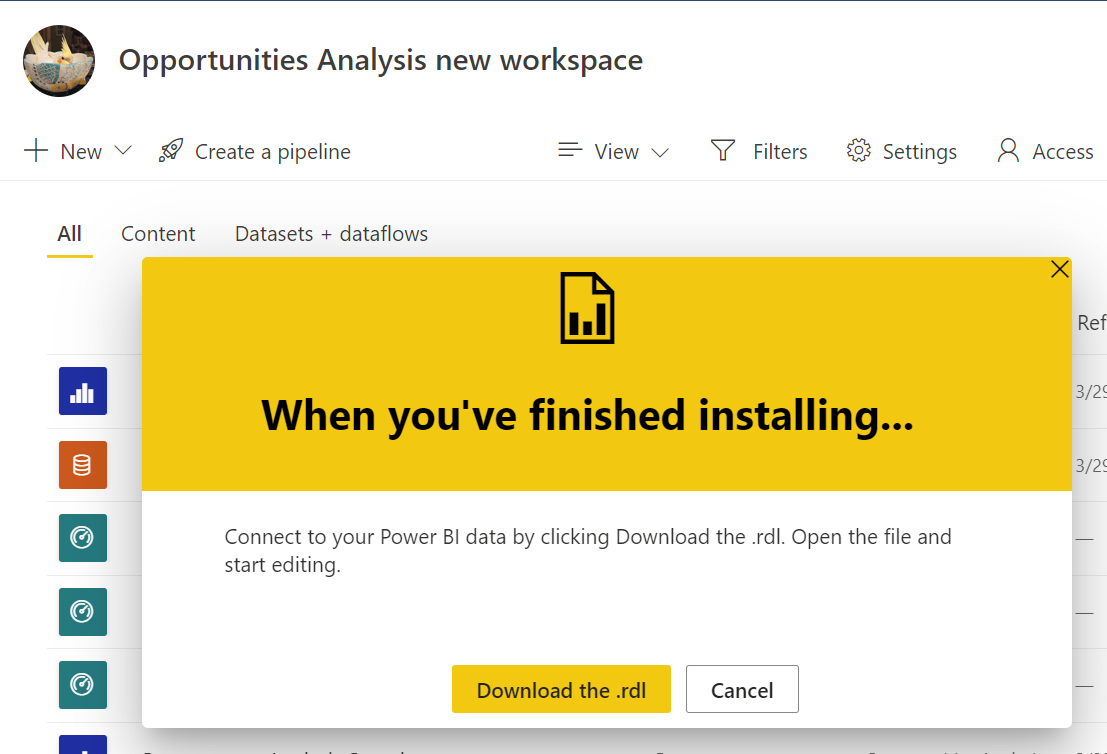 Opportunities Analysis new workspace
New
Create a pipeline
View
Filters
Settings
Access
All
Content
Datasets + dataflows
Ref
3/29
3/29
When you've finished installing...
Connect to your Power BI data by clicking Download the .rdl. Open the file and
start editing.
Download the .rdl
Cancel